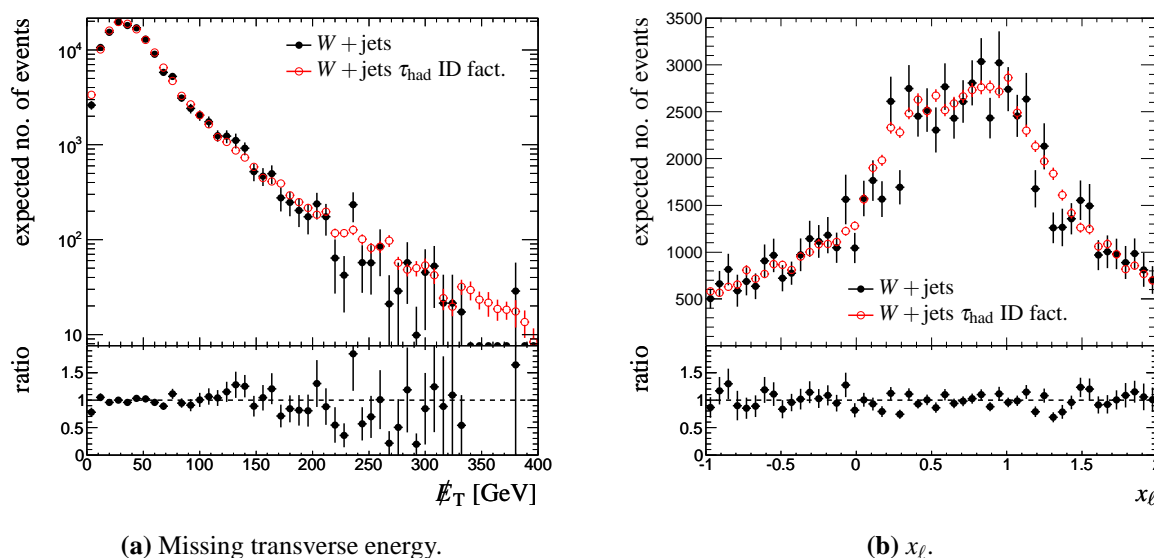 expected no. of events
10⁴
10³
10²
10
W + jets
W + jets τhad ID fact.
ratio
1.5
1
0.5
0
0 50 100 150 200 250 300 350 400
E̸T [GeV]
(a) Missing transverse energy.
expected no. of events
3500
3000
2500
2000
1500
1000
500
W + jets
W + jets τhad ID fact.
ratio
1.5
1
0.5
0
-1 -0.5 0 0.5 1 1.5 2
xℓ
(b) xℓ.